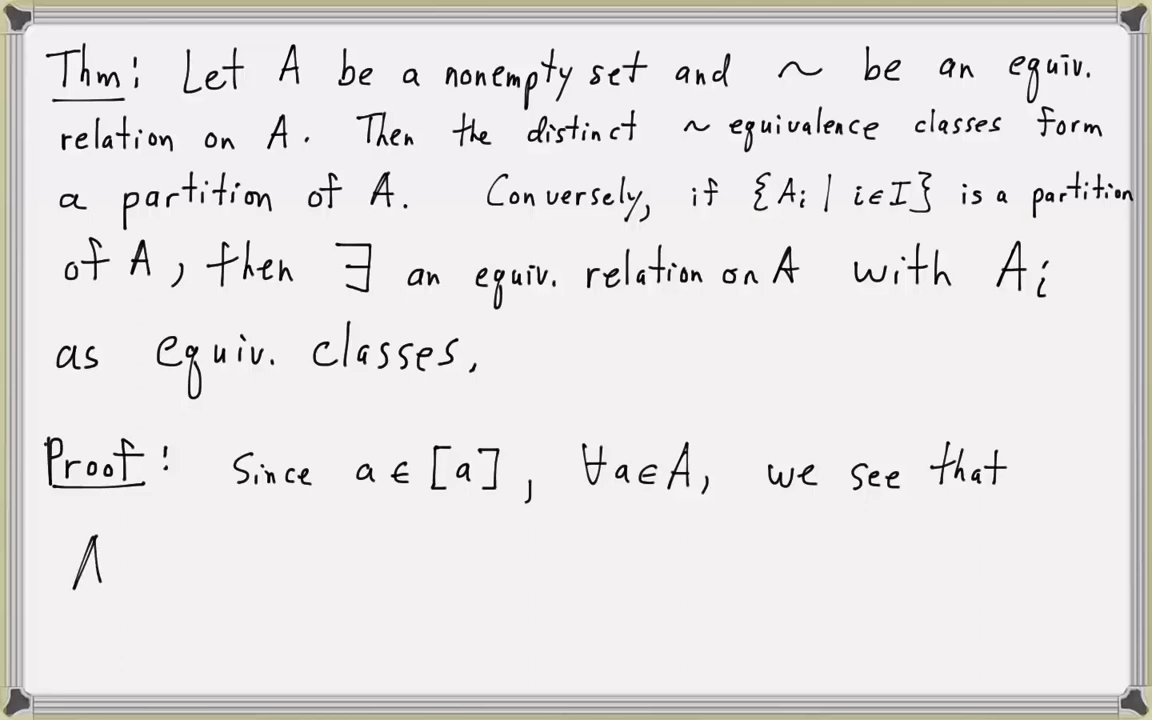 Thm: Let A be a nonempty set and ~ be an equiv.
relation on A. Then the distinct ~ equivalence classes form
a partition of A. Conversely, if {Aᵢ | i∈I} is a partition
of A, then ∃ an equiv. relation on A with Aᵢ
as equiv. classes.
Proof: Since a ∈ [a], ∀a∈A, we see that